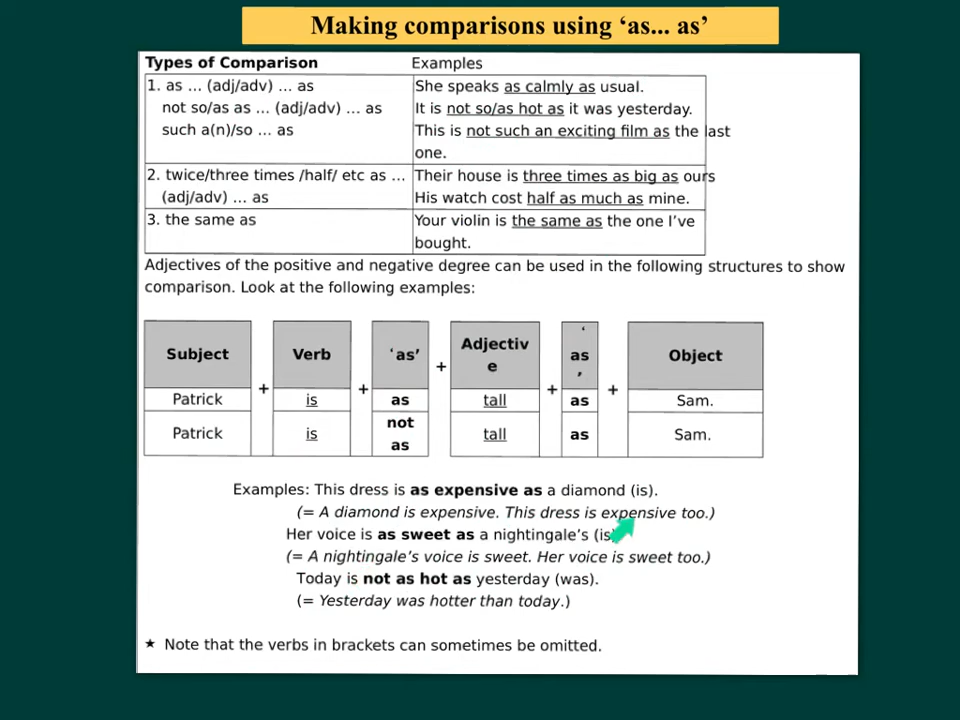 Making comparisons using ‘as... as’
Types of Comparison Examples
1. as ... (adj/adv) ... as She speaks as calmly as usual.
not so/as as ... (adj/adv) ... as It is not so/as hot as it was yesterday.
such a(n)/so ... as This is not such an exciting film as the last
one.
2. twice/three times /half/ etc as ... Their house is three times as big as ours
(adj/adv) ... as His watch cost half as much as mine.
3. the same as Your violin is the same as the one I’ve
bought.
Adjectives of the positive and negative degree can be used in the following structures to show
comparison. Look at the following examples:
Subject + Verb + ‘as’ + Adjectiv
e + ‘
as
’ + Object
Patrick is as tall as Sam.
Patrick is not
as tall as Sam.
Examples: This dress is as expensive as a diamond (is).
(= A diamond is expensive. This dress is expensive too.)
Her voice is as sweet as a nightingale’s (is
(= A nightingale’s voice is sweet. Her voice is sweet too.)
Today is not as hot as yesterday (was).
(= Yesterday was hotter than today.)
★ Note that the verbs in brackets can sometimes be omitted.